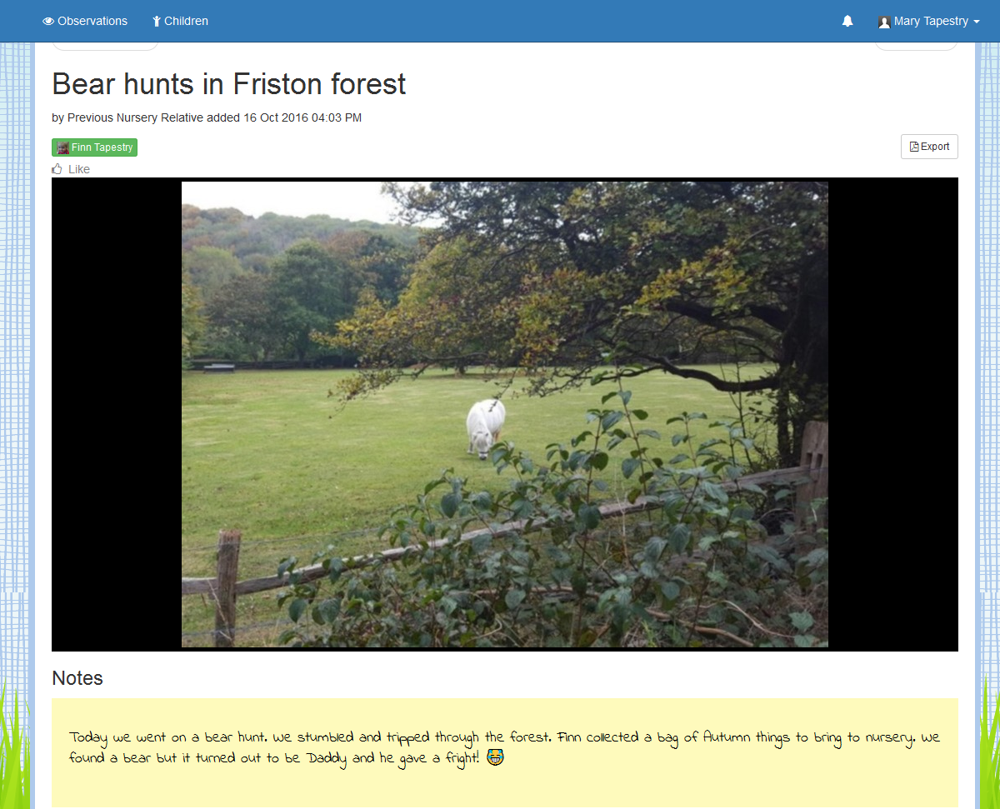 Observations Children Mary Tapestry
Bear hunts in Friston forest
by Previous Nursery Relative added 16 Oct 2016 04:03 PM
Finn Tapestry
Export
Like
Notes
Today we went on a bear hunt. We stumbled and tripped through the forest. Finn collected a bag of Autumn things to bring to nursery. We
found a bear but it turned out to be Daddy and he gave a fright! 😂